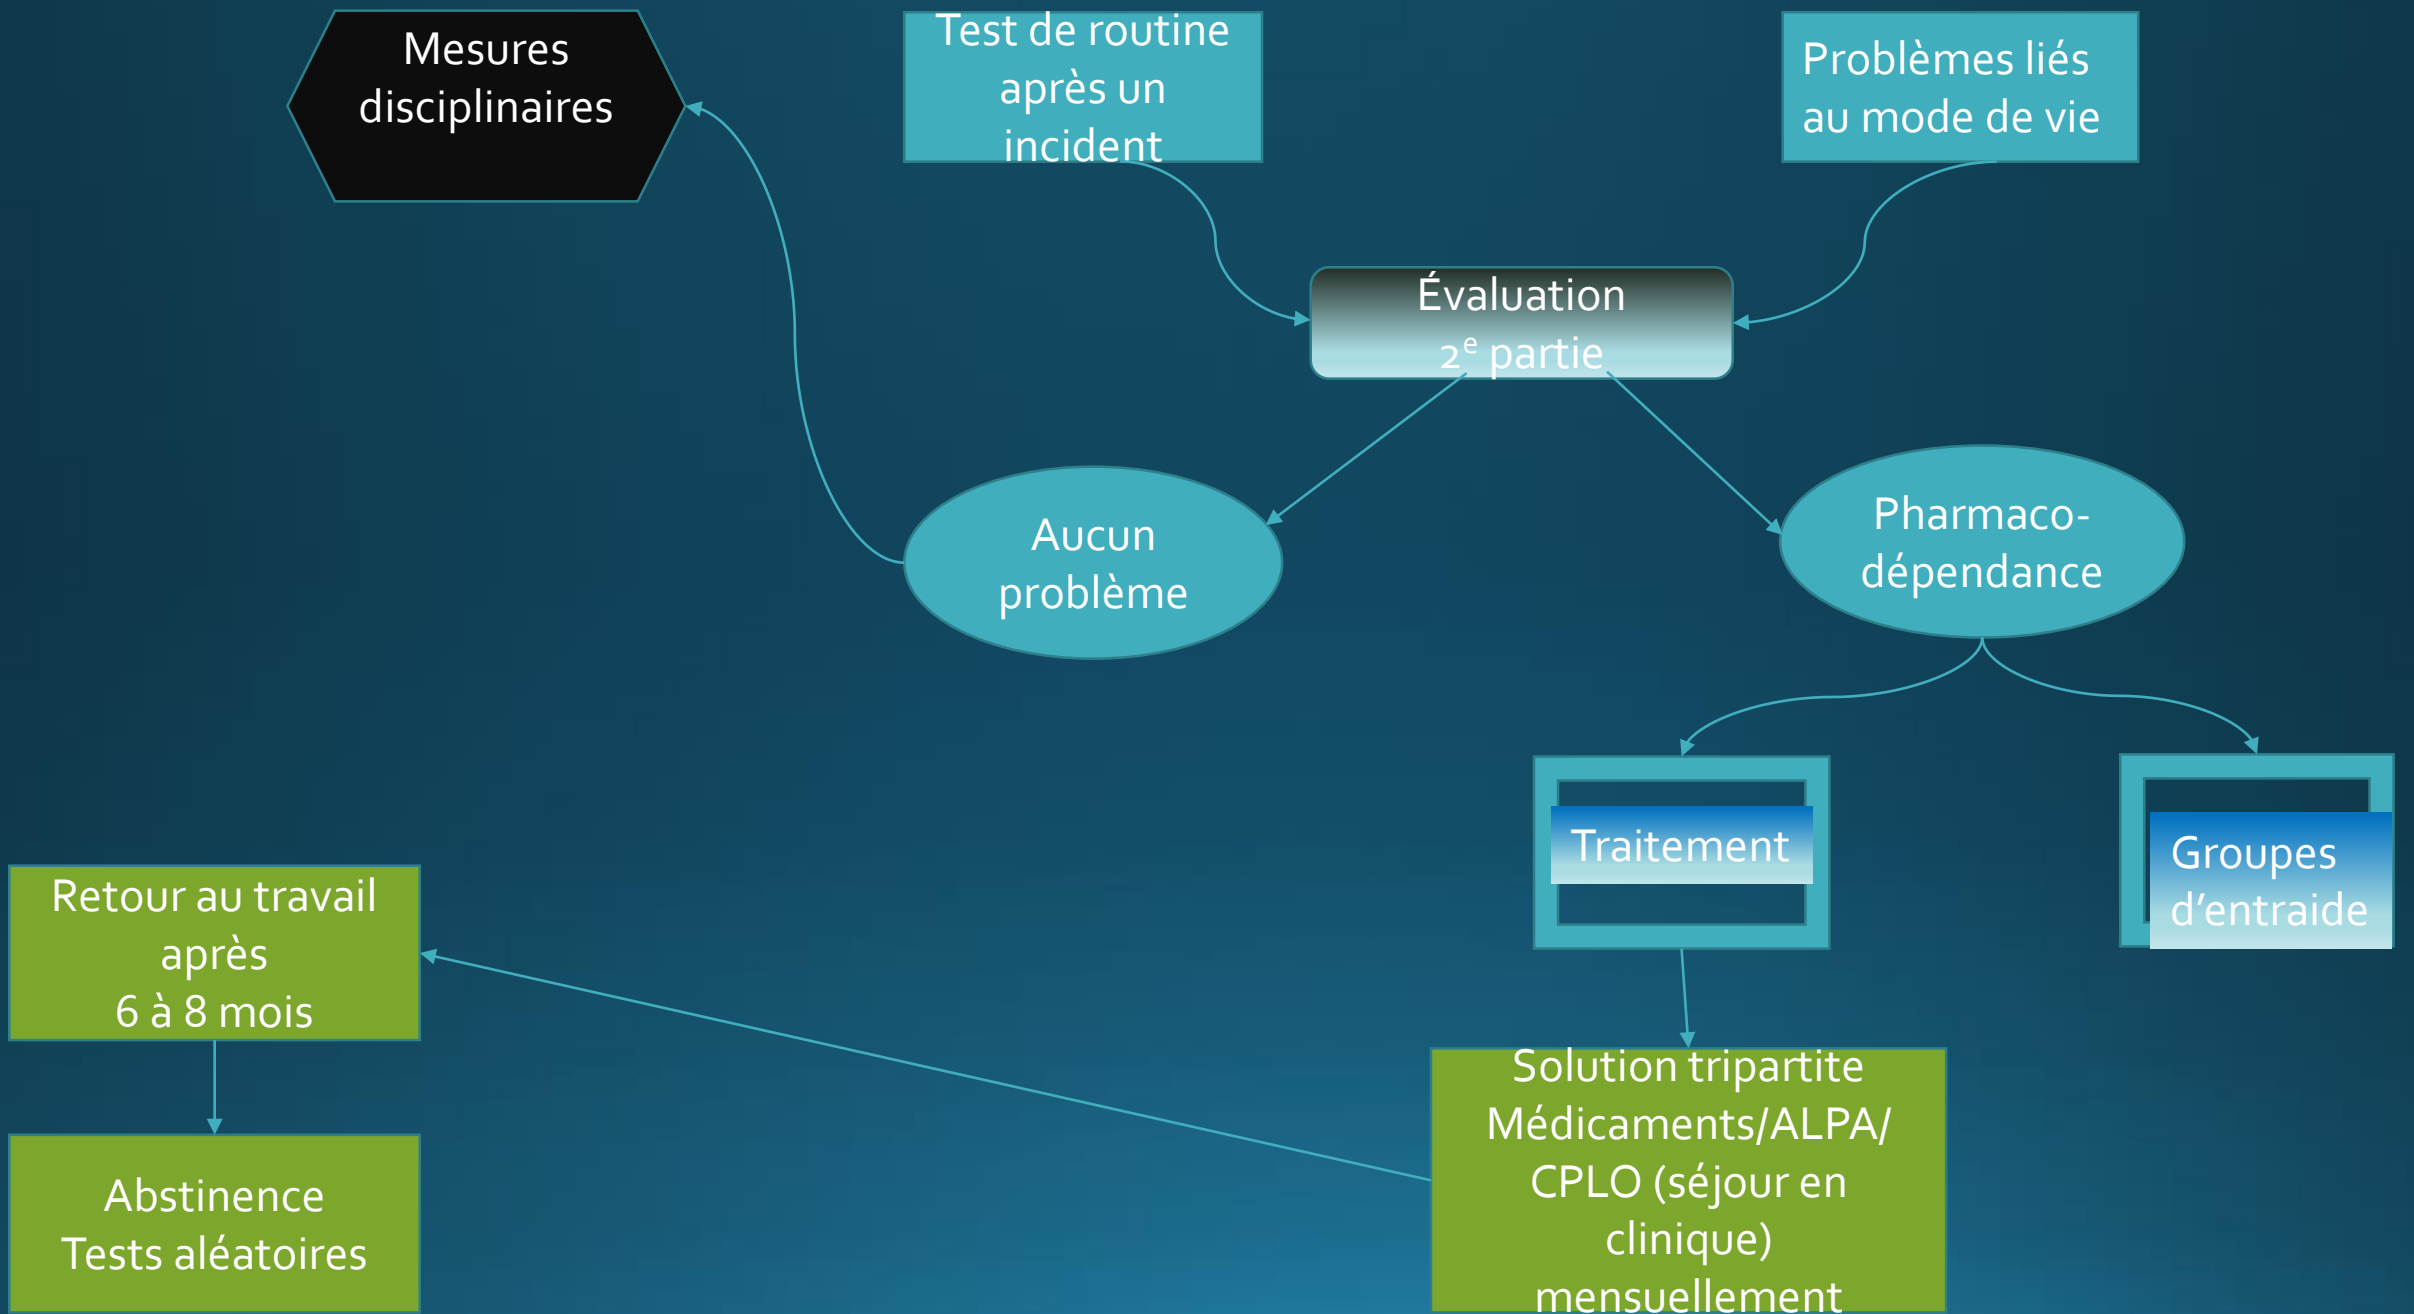 Mesures
disciplinaires
Test de routine
après un
incident
Problèmes liés
au mode de vie
Évaluation
2e partie
Aucun
problème
Pharmaco-
dépendance
Traitement
Groupes
d’entraide
Retour au travail
après
6 à 8 mois
Solution tripartite
Médicaments/ALPA/
CPLO (séjour en
clinique)
mensuellement
Abstinence
Tests aléatoires